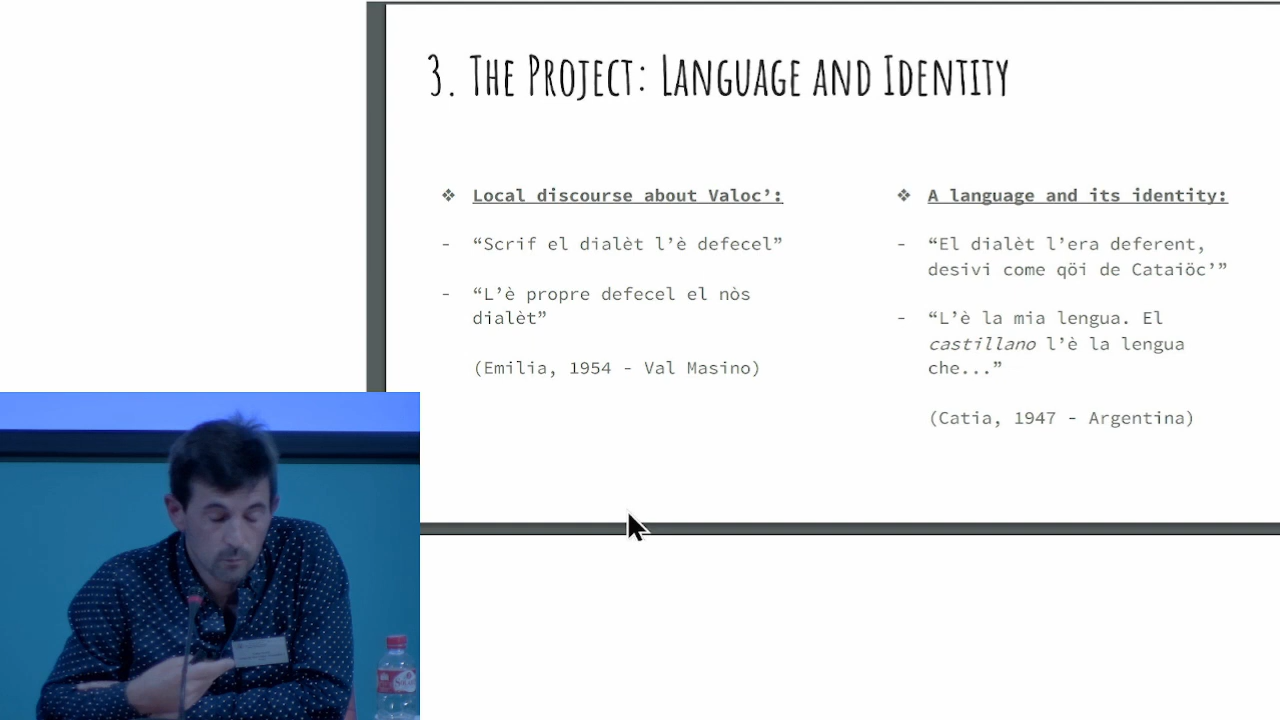 3. The Project: Language and Identity
❖ Local discourse about Valoc’:
- “Scrif el dialèt l’è defecel”
- “L’è propre defecel el nòs
dialèt”
(Emilia, 1954 - Val Masino)
❖ A language and its identity:
- “El dialèt l’era deferent,
desivi come qöi de Cataiöc’”
- “L’è la mia lengua. El
castillano l’è la lengua
che...”
(Catia, 1947 - Argentina)